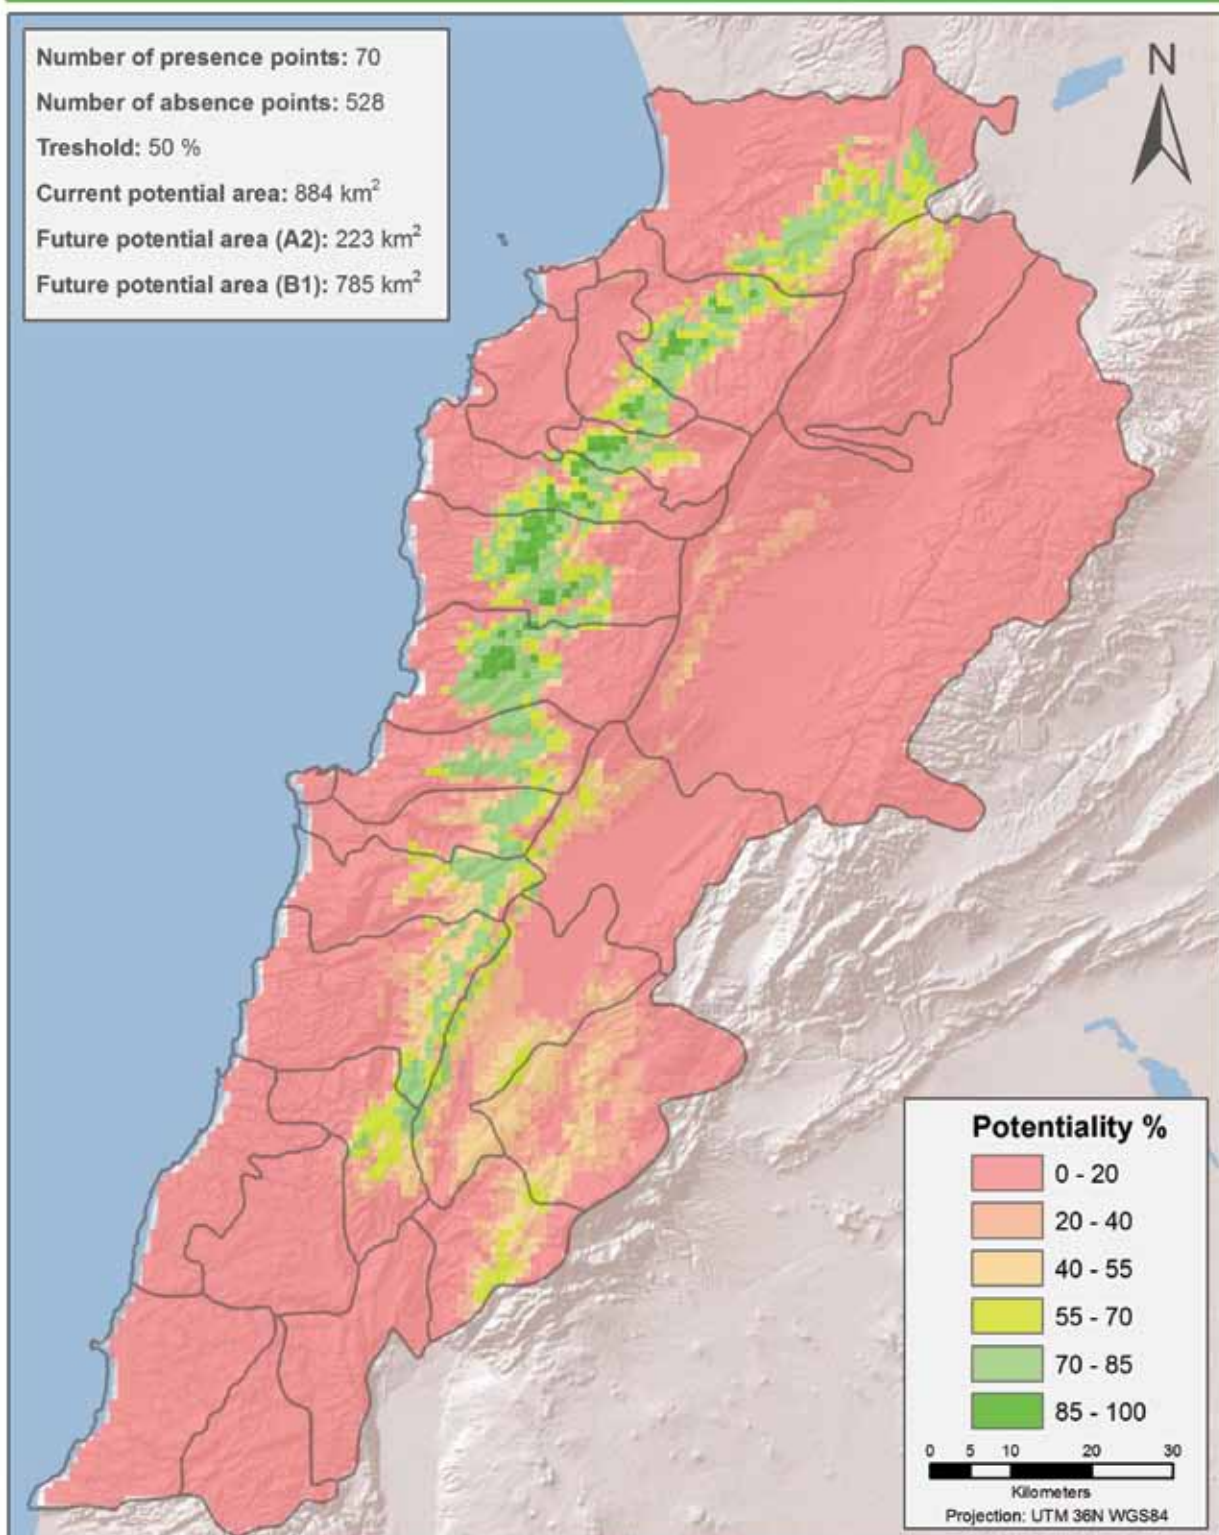 Number of presence points: 70
Number of absence points: 528
Treshold: 50 %
Current potential area: 884 km²
Future potential area (A2): 223 km²
Future potential area (B1): 785 km²
N
Potentiality %
0 - 20
20 - 40
40 - 55
55 - 70
70 - 85
85 - 100
0 5 10 20 30
Kilometers
Projection: UTM 36N WGS84